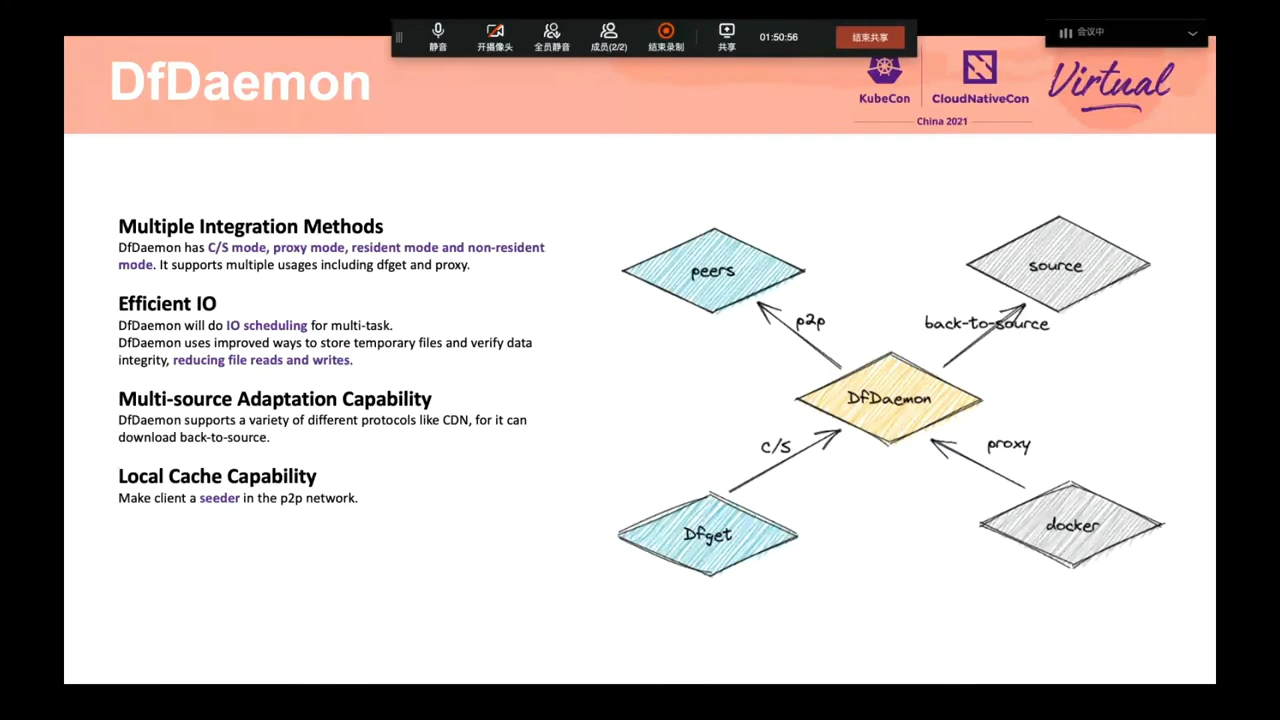 静音
开摄像头
全员静音
成员(2/2)
结束录制
共享
01:50:56
结束共享
会议中
DfDaemon
KubeCon
CloudNativeCon
China 2021
Virtual
Multiple Integration Methods
DfDaemon has C/S mode, proxy mode, resident mode and non-resident
mode. It supports multiple usages including dfget and proxy.
Efficient IO
DfDaemon will do IO scheduling for multi-task.
DfDaemon uses improved ways to store temporary files and verify data
integrity, reducing file reads and writes.
Multi-source Adaptation Capability
DfDaemon supports a variety of different protocols like CDN, for it can
download back-to-source.
Local Cache Capability
Make client a seeder in the p2p network.
peers
source
p2p
back-to-source
DfDaemon
c/s
proxy
Dfget
docker